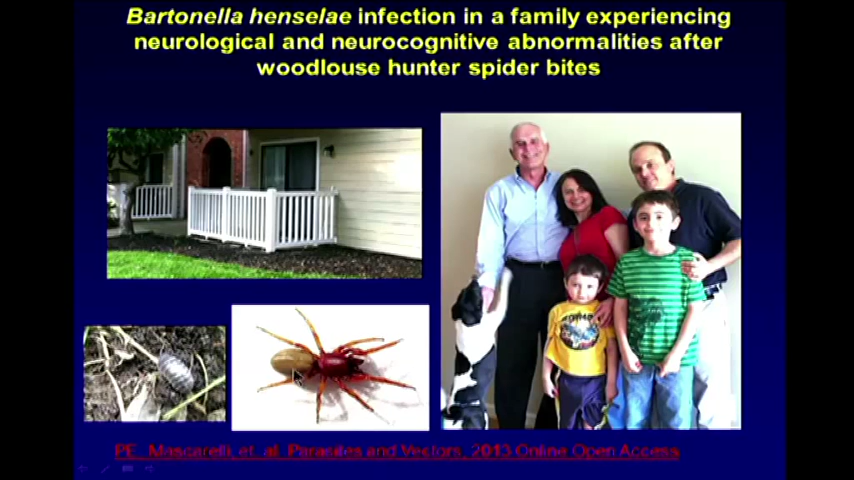 Bartonella henselae infection in a family experiencing
neurological and neurocognitive abnormalities after
woodlouse hunter spider bites
PE. Mascarelli, et. al. Parasites and Vectors, 2013 Online Open Access